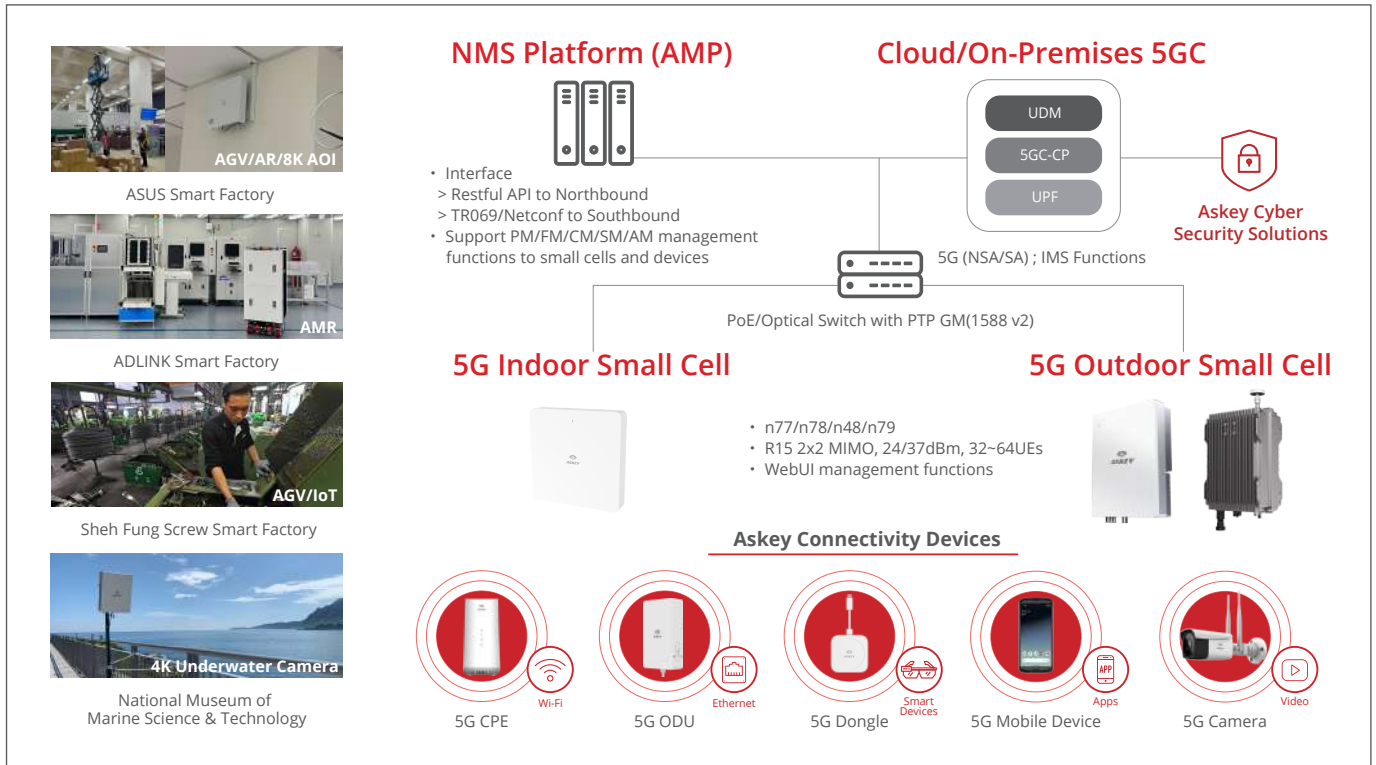 AGV/AR/8K AOI
ASUS Smart Factory
AMR
ADLINK Smart Factory
AGV/IoT
Sheh Fung Screw Smart Factory
4K Underwater Camera
National Museum of
Marine Science & Technology
NMS Platform (AMP)
・ Interface
> Restful API to Northbound
> TR069/Netconf to Southbound
・ Support PM/FM/CM/SM/AM management
functions to small cells and devices
Cloud/On-Premises 5GC
UDM
5GC-CP
UPF
Askey Cyber
Security Solutions
5G (NSA/SA) ; IMS Functions
PoE/Optical Switch with PTP GM(1588 v2)
5G Indoor Small Cell
5G Outdoor Small Cell
ASKEY
・ n77/n78/n48/n79
・ R15 2x2 MIMO, 24/37dBm, 32~64UEs
・ WebUI management functions
ASKEY
Askey Connectivity Devices
Wi-Fi
5G CPE
Ethernet
5G ODU
Smart
Devices
5G Dongle
APP
Apps
5G Mobile Device
Video
5G Camera